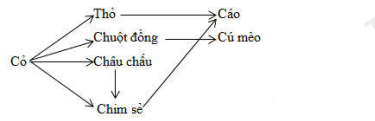 Thỏ Cáo
Chuột đồng Cú mèo
Cỏ Châu chấu
Chim sẻ